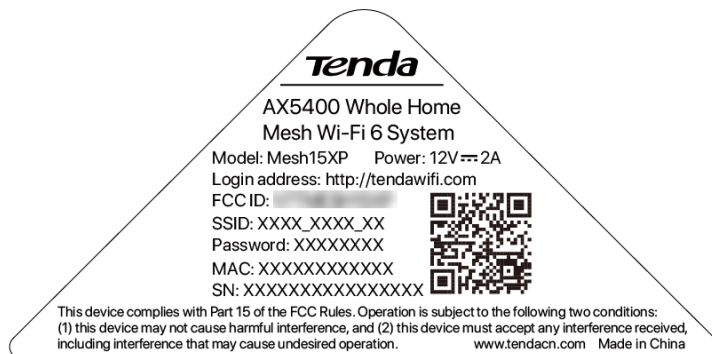 Tenda
AX5400 Whole Home
Mesh Wi-Fi 6 System
Model: Mesh15XP Power: 12V⎓2A
Login address: http://tendawifi.com
FCC ID:
SSID: XXXX_XXXX_XX
Password: XXXXXXXX
MAC: XXXXXXXXXXXX
SN: XXXXXXXXXXXXXXXXX
This device complies with Part 15 of the FCC Rules. Operation is subject to the following two conditions:
(1) this device may not cause harmful interference, and (2) this device must accept any interference received,
including interference that may cause undesired operation. www.tendacn.com Made in China